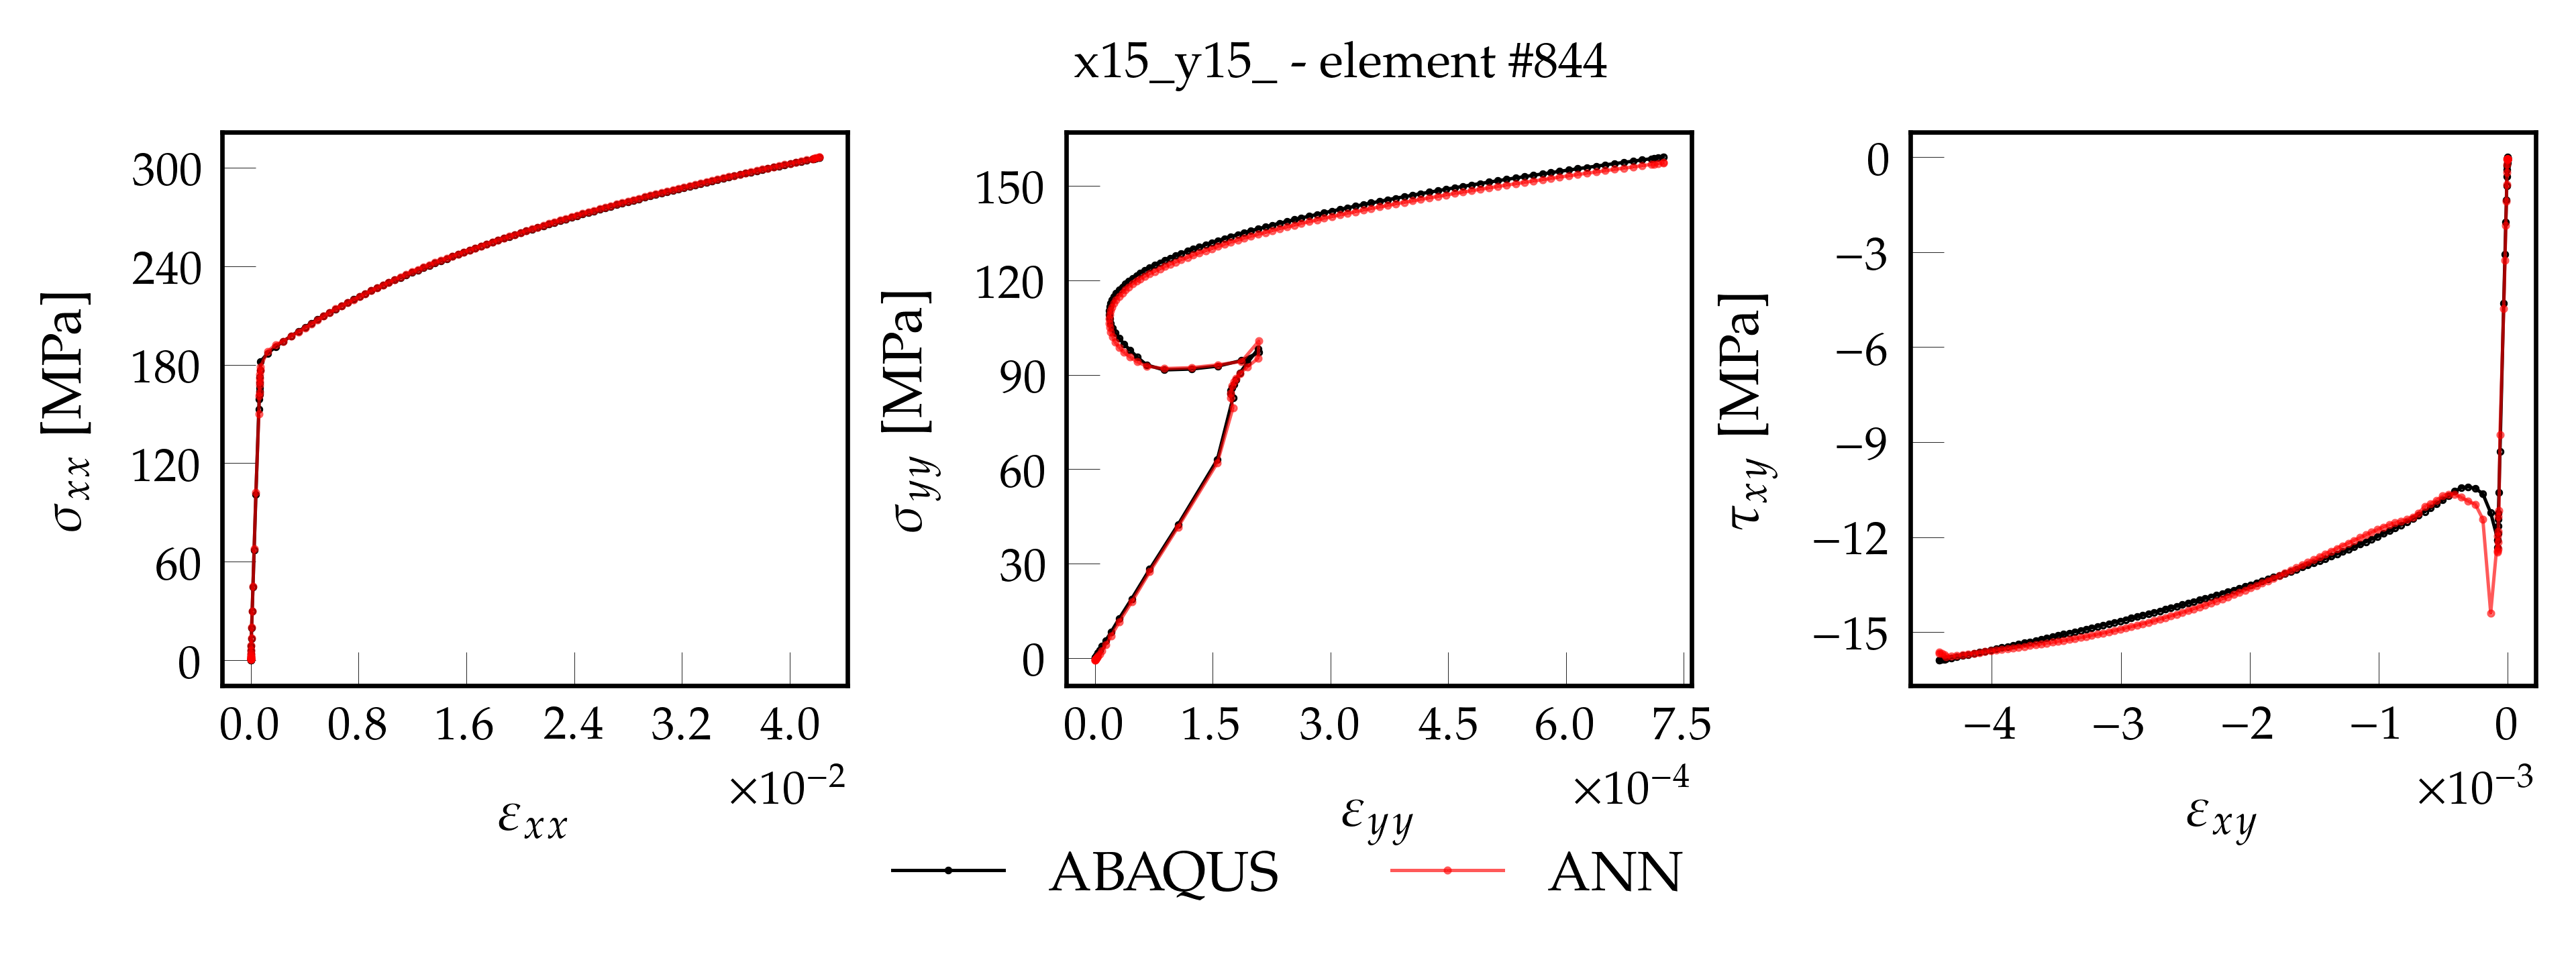 x15_y15_ - element #844
σxx [MPa]
300
240
180
120
60
0
0.0 0.8 1.6 2.4 3.2 4.0
×10−2
εxx
σyy [MPa]
150
120
90
60
30
0
0.0 1.5 3.0 4.5 6.0 7.5
×10−4
εyy
τxy [MPa]
0
−3
−6
−9
−12
−15
−4 −3 −2 −1 0
×10−3
εxy
ABAQUS ANN